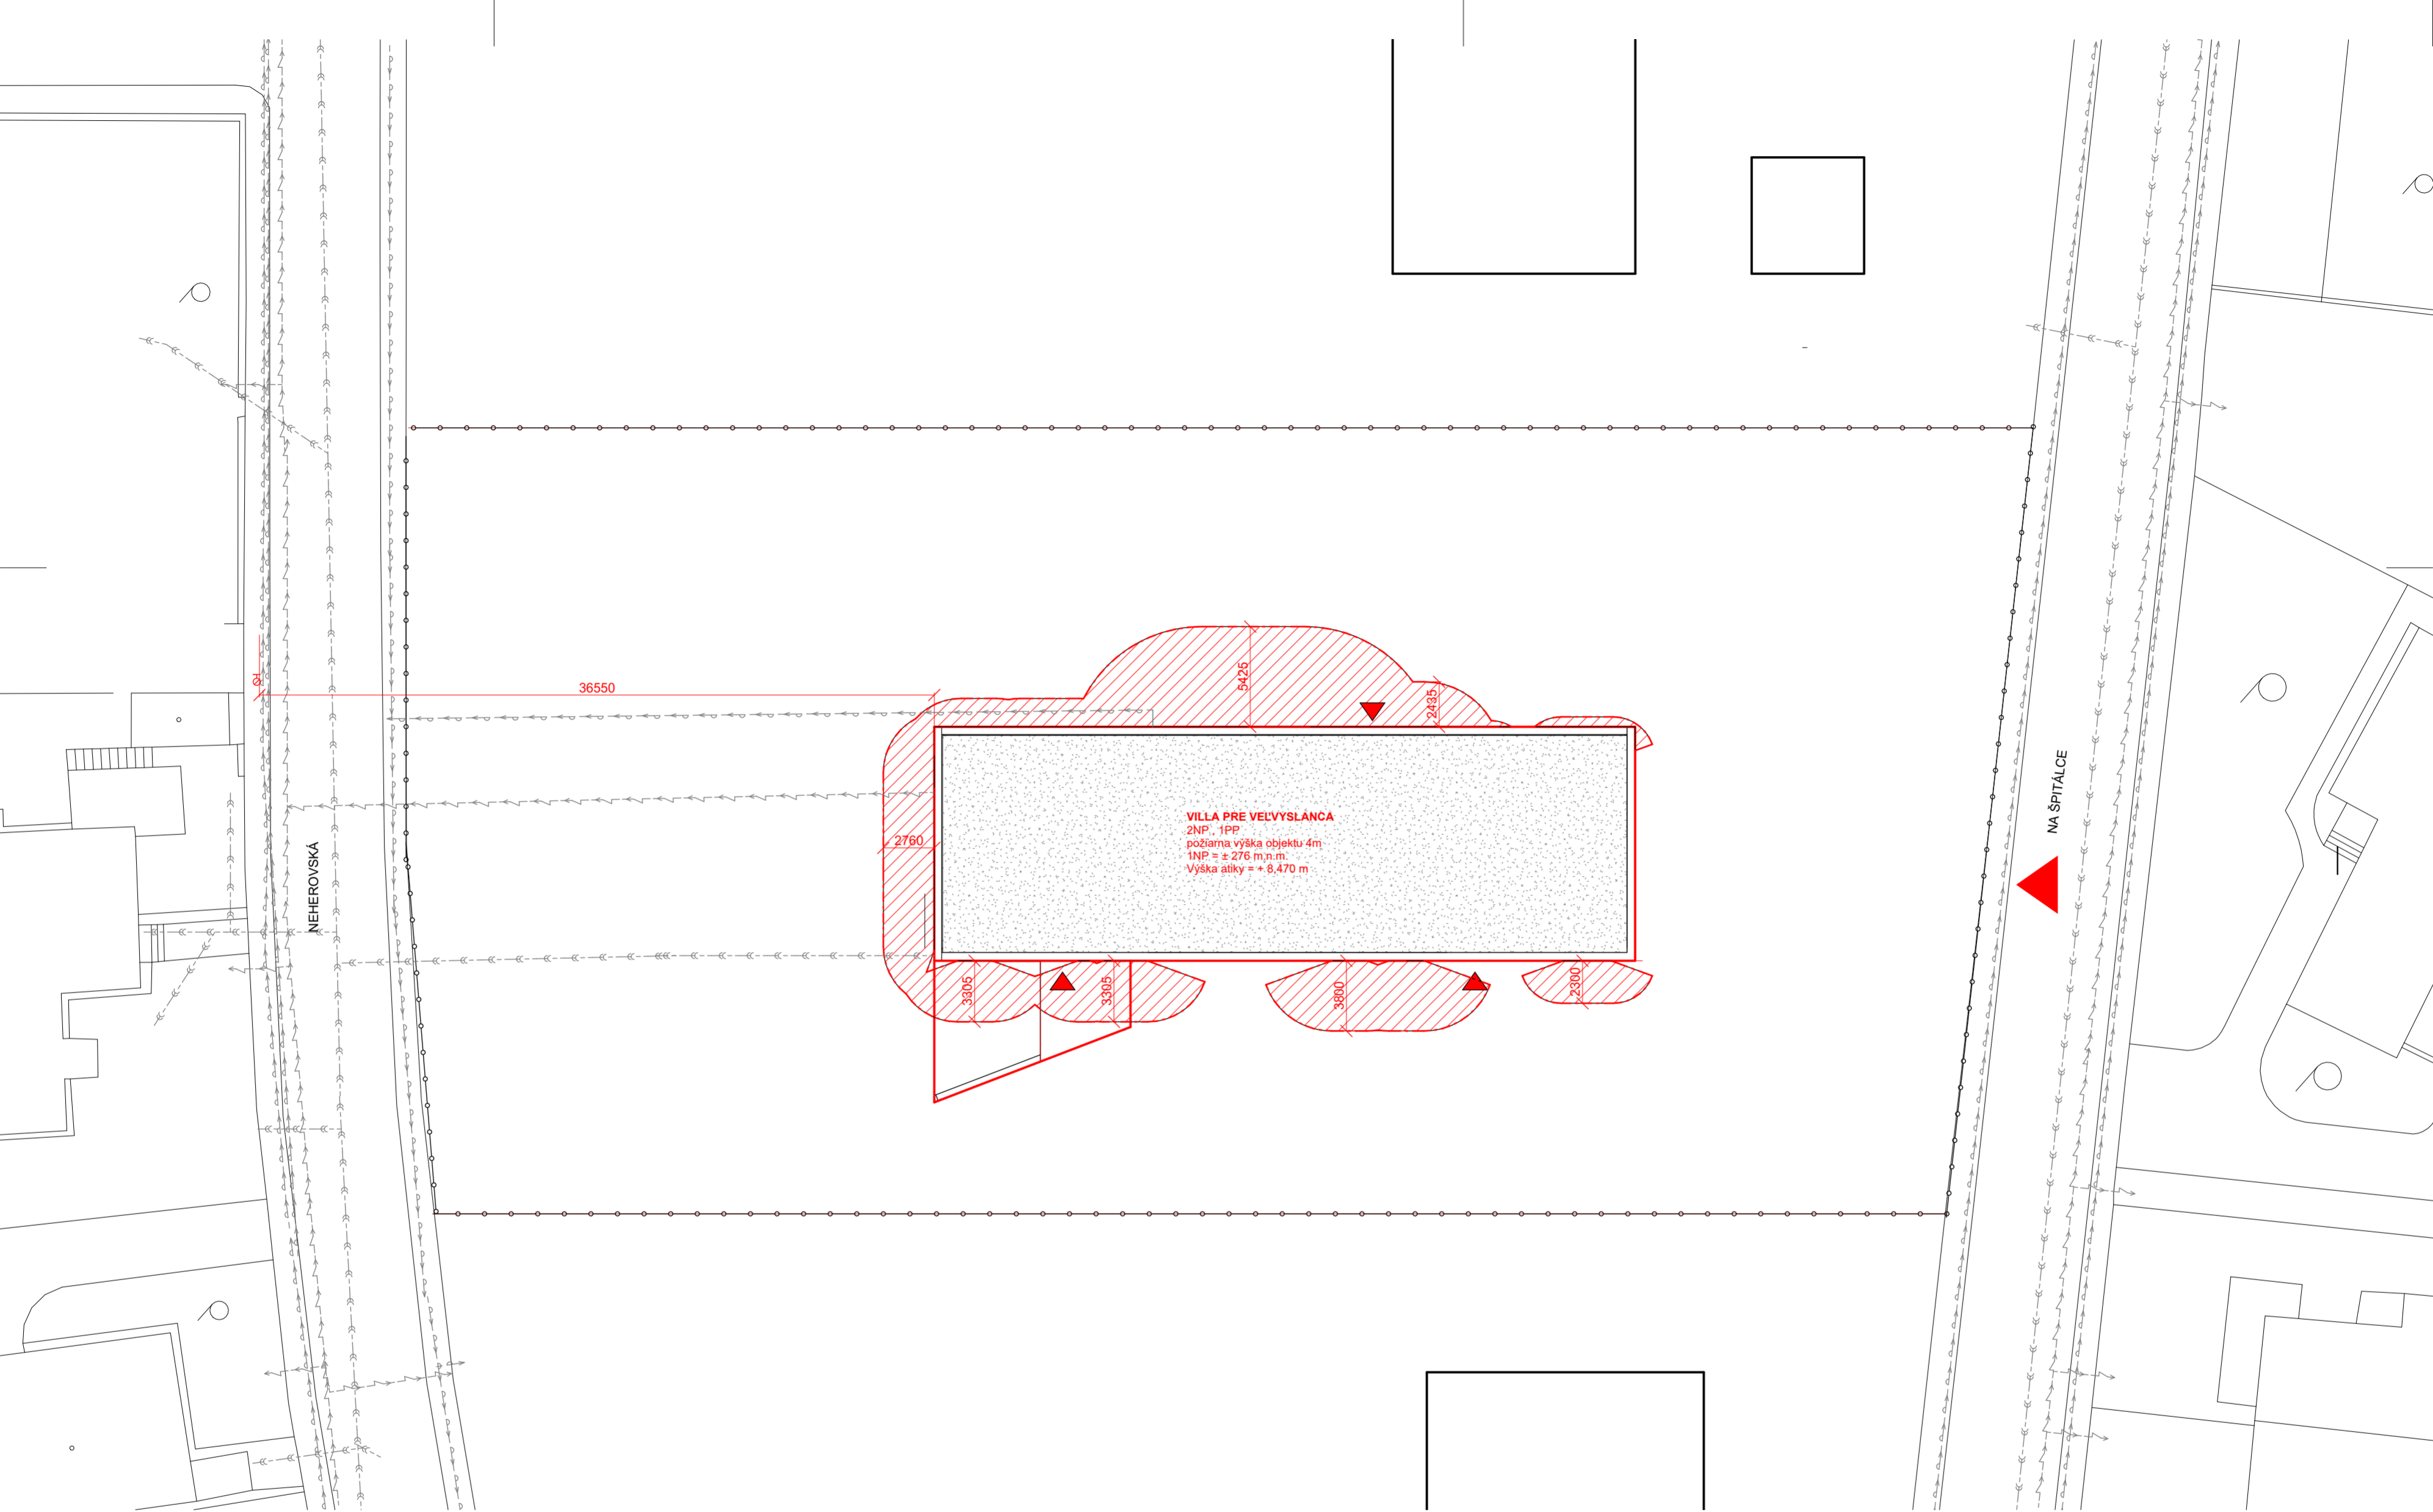 5425
2435
PH
36550
VILLA PRE VEĽVYSLANCA
2NP , 1PP
požiarna výška objektu 4m
1NP = ± 276 m.n.m.
Výška atiky = + 8,470 m
2760
NEHEROVSKÁ
NA ŠPITÁLCE
3305
3305
3800
2300